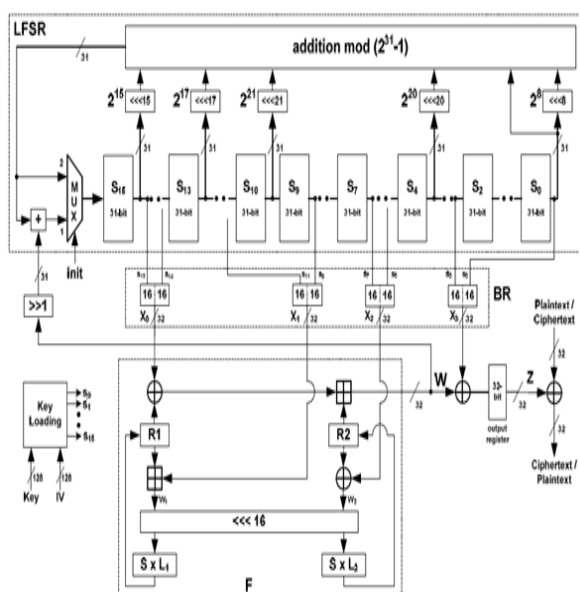 LFSR
addition mod (2^31-1)
31
2^15 <<<15 2^17 <<<17 2^21 <<<21 2^20 <<<20 2^8 <<<8
31 31 31 31 31
2
MUX
1
+
S15 31-bit
S13 31-bit
S10 31-bit
S9 31-bit
S7 31-bit
S4 31-bit
S2 31-bit
S0 31-bit
init
31
>>1
16 16 16 16 16 16 16 16
BR
X0 32 X1 32 X2 32 X3 32
Plaintext /
Ciphertext
32
W
32
32-bit
output
register
Z
32
32
Ciphertext /
Plaintext
Key
Loading
S0
S1
S15
128 128
Key IV
R1 R2
W1 W2
<<< 16
S x L1 S x L2
F